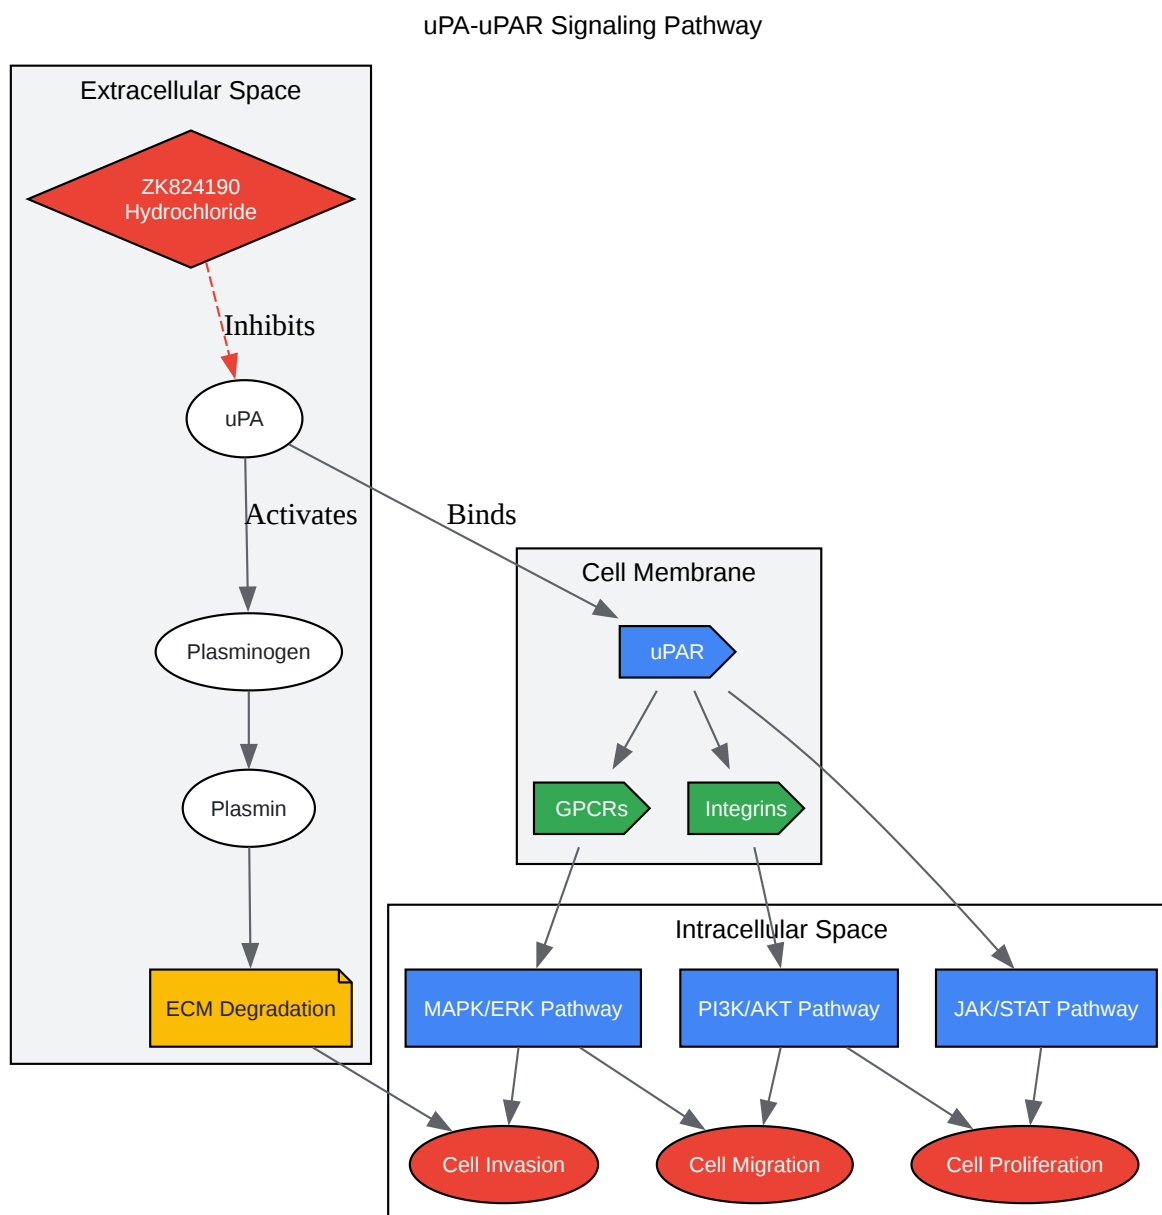 uPA-uPAR Signaling Pathway
Extracellular Space
ZK824190
Hydrochloride
Inhibits
uPA
Activates
Binds
Cell Membrane
Plasminogen
uPAR
Plasmin
GPCRs
Integrins
Intracellular Space
ECM Degradation
MAPK/ERK Pathway
PI3K/AKT Pathway
JAK/STAT Pathway
Cell Invasion
Cell Migration
Cell Proliferation